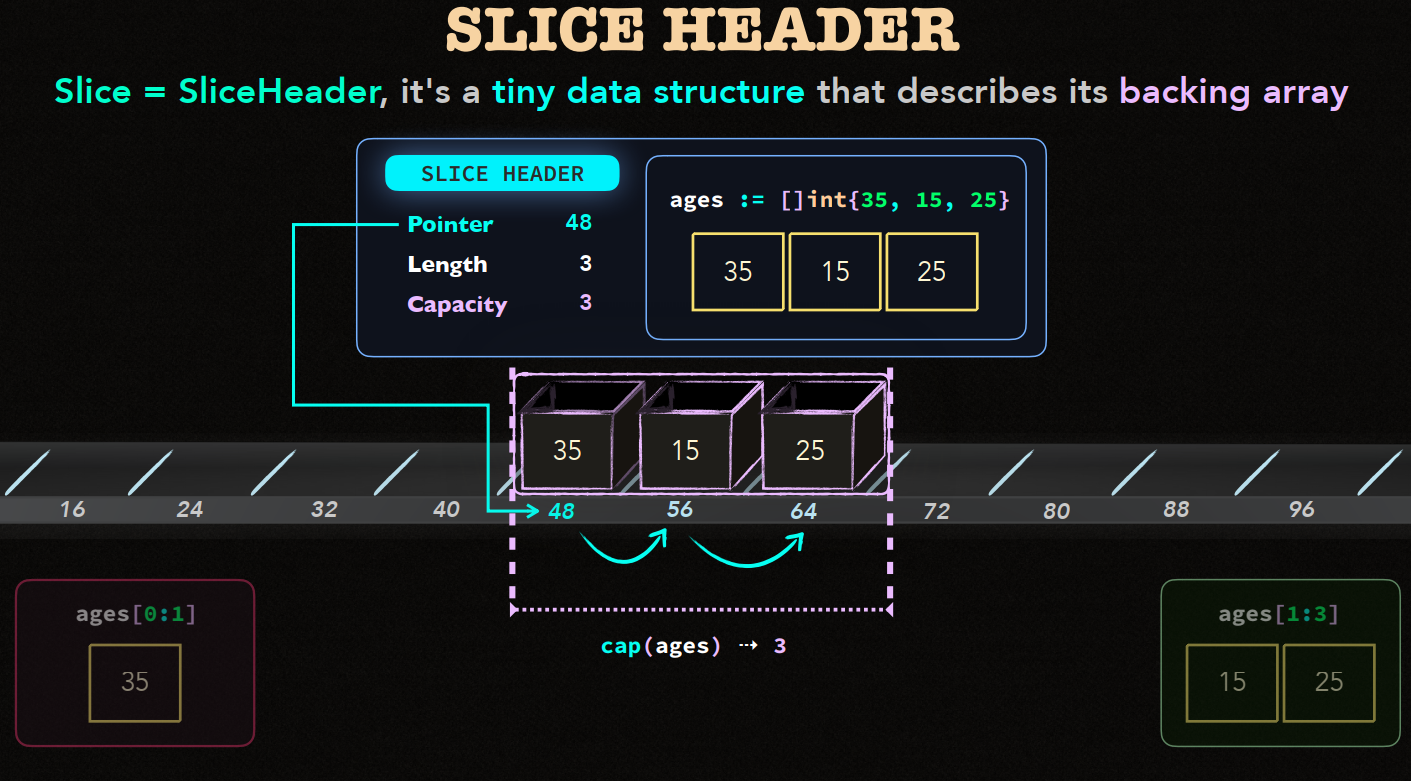 SLICE HEADER
Slice = SliceHeader, it's a tiny data structure that describes its backing array
SLICE HEADER
Pointer 48
Length 3
Capacity 3
ages := []int{35, 15, 25}
35 15 25
35 15 25
16 24 32 40 48 56 64 72 80 88 96
cap(ages) ⇢ 3
ages[0:1]
35
ages[1:3]
15 25